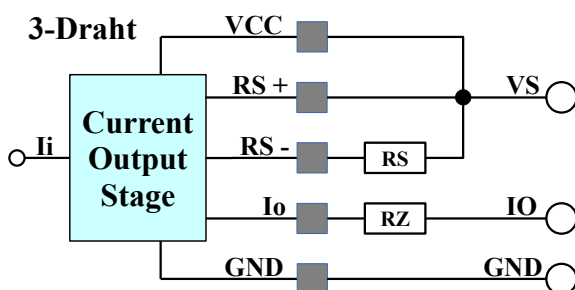 3-Draht
VCC
RS + VS
Ii Current Output Stage RS - RS
Io RZ IO
GND GND